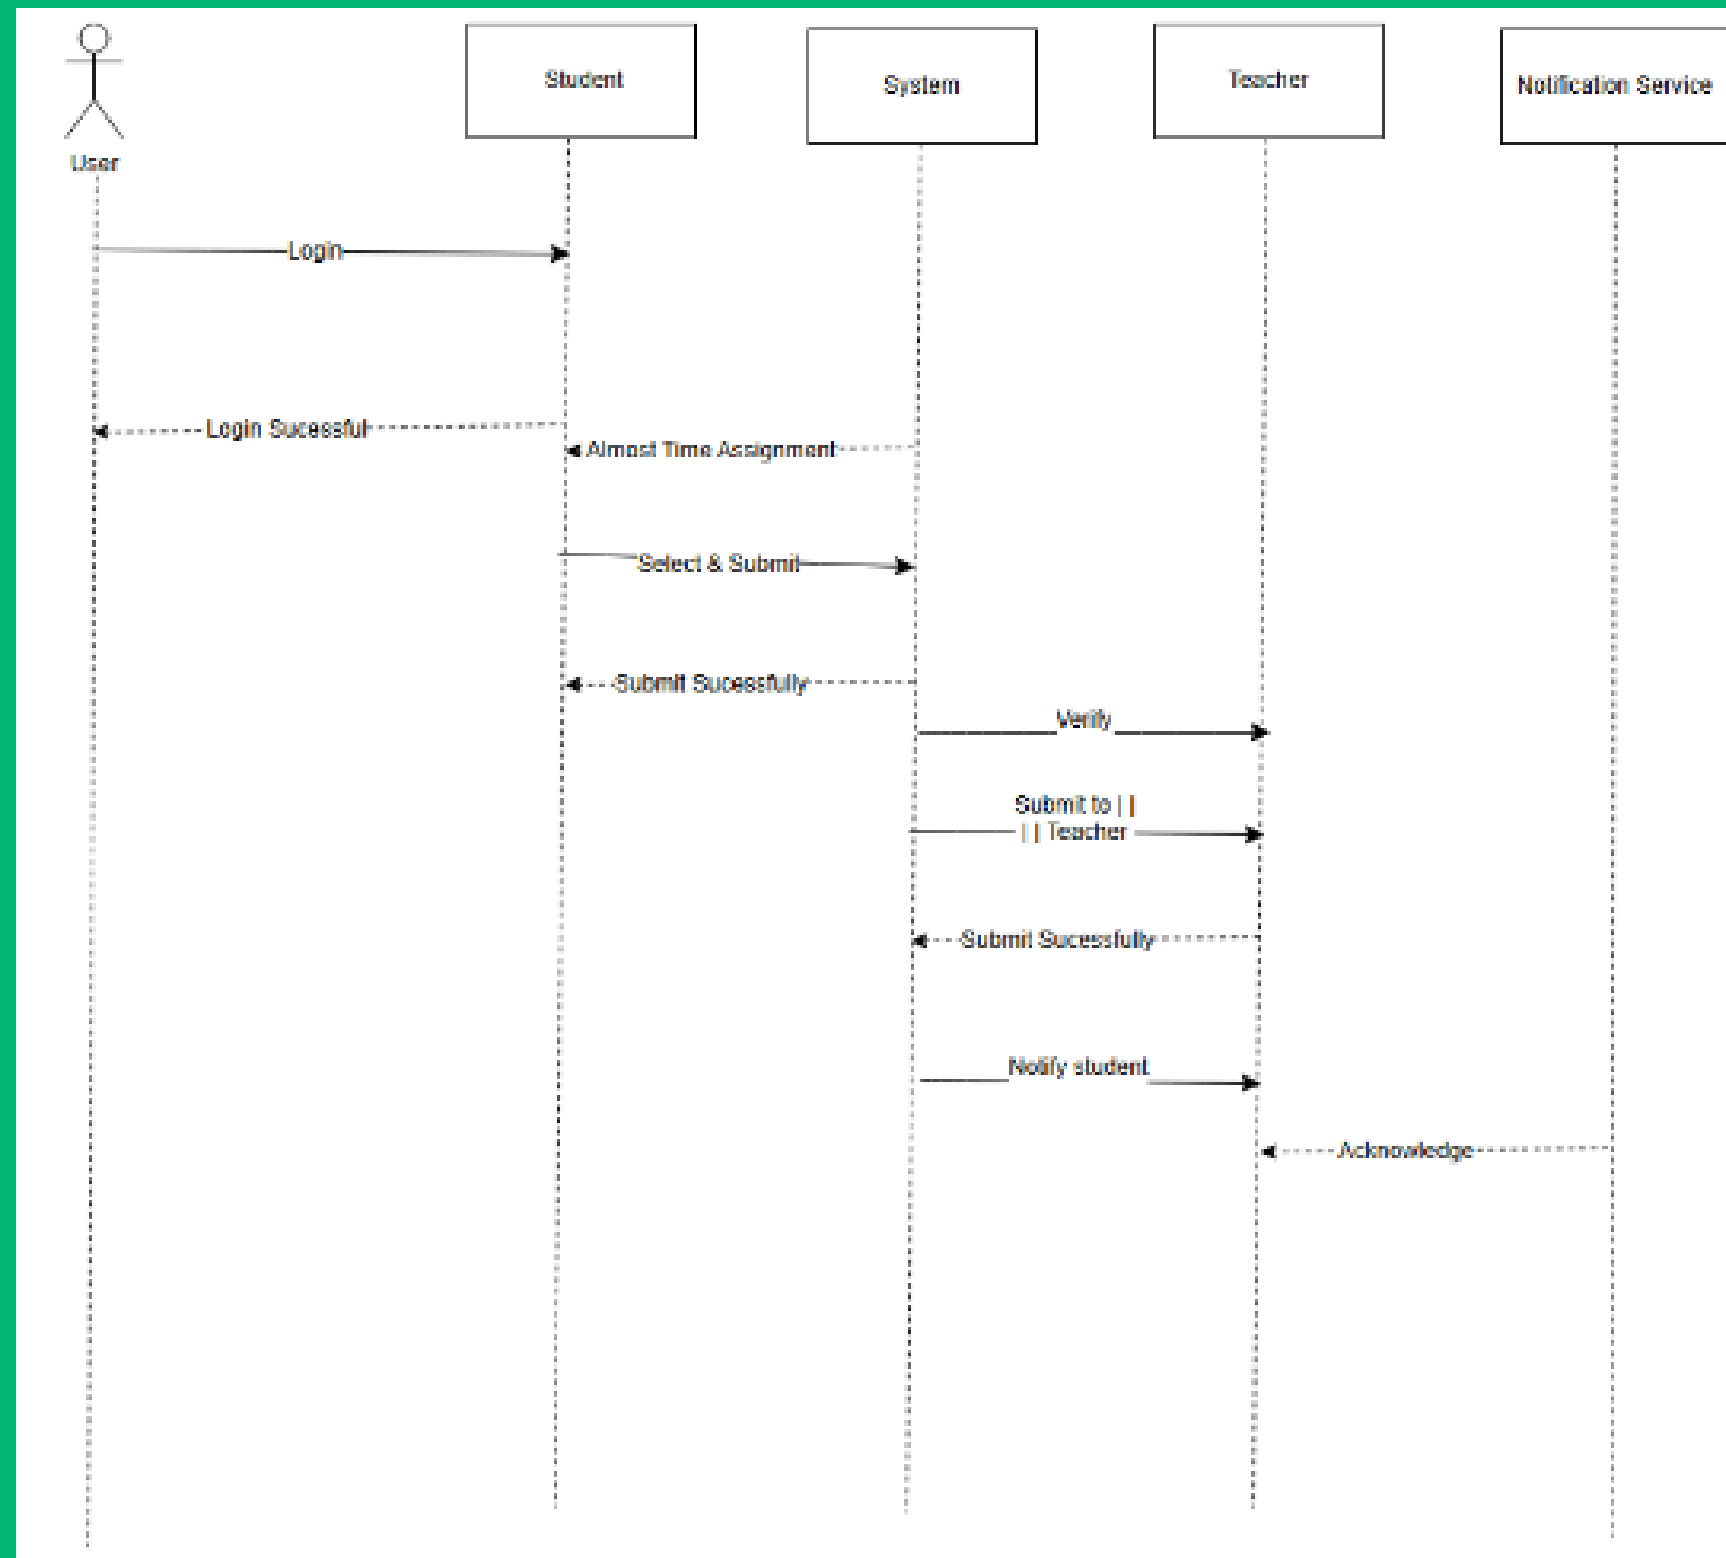 Student
System
Teacher
Notification Service
User
Login
Login Sucessful
Almost Time Assignment
Select & Submit
Submit Sucessfully
Verify
Submit to | |
| | Teacher
Submit Sucessfully
Notify student
Acknowledge